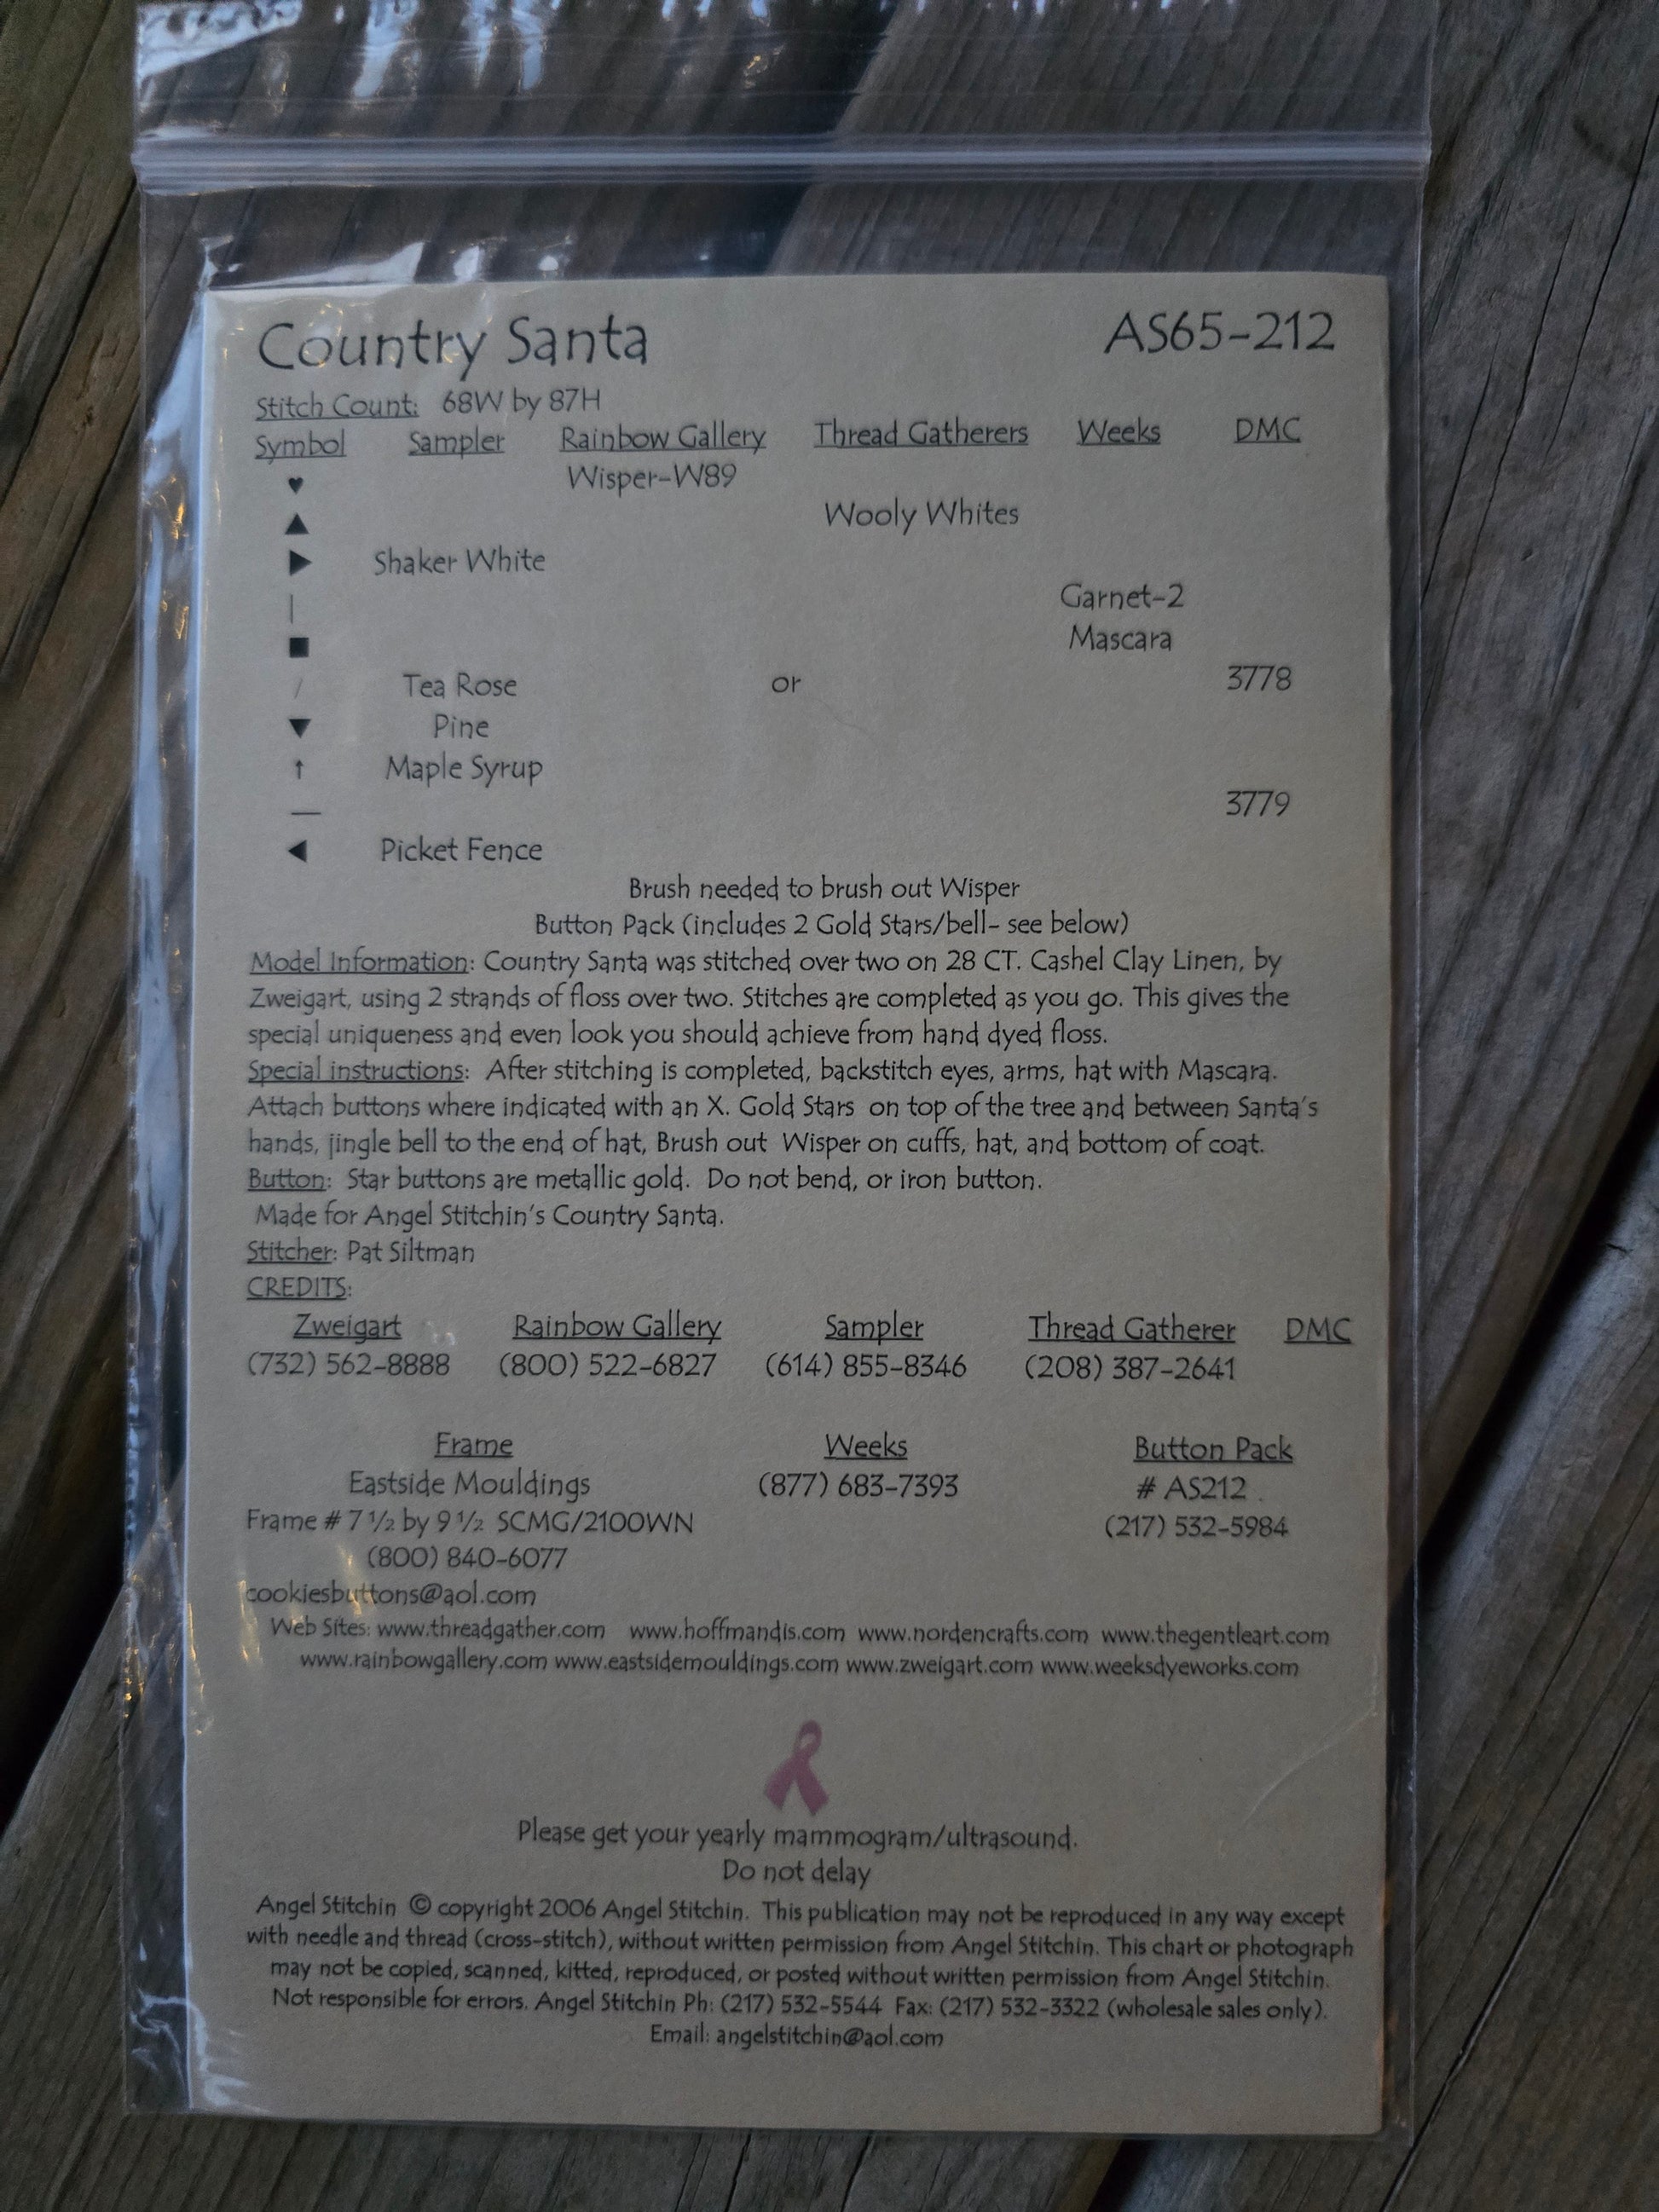 Country Santa AS65-212
Stitch Count: 68W by 87H
Symbol Sampler Rainbow Gallery Thread Gatherers Weeks DMC
♥ Wisper-W89
▲ Wooly Whites
▶ Shaker White
| Garnet-2
■ Mascara
/ Tea Rose or 3778
▼ Pine
↑ Maple Syrup
— 3779
◀ Picket Fence
Brush needed to brush out Wisper
Button Pack (includes 2 Gold Stars/bell- see below)
Model Information: Country Santa was stitched over two on 28 CT. Cashel Clay Linen, by
Zweigart, using 2 strands of floss over two. Stitches are completed as you go. This gives the
special uniqueness and even look you should achieve from hand dyed floss.
Special instructions: After stitching is completed, backstitch eyes, arms, hat with Mascara.
Attach buttons where indicated with an X. Gold Stars on top of the tree and between Santa's
hands, jingle bell to the end of hat, Brush out Wisper on cuffs, hat, and bottom of coat.
Button: Star buttons are metallic gold. Do not bend, or iron button.
Made for Angel Stitchin's Country Santa.
Stitcher: Pat Siltman
CREDITS:
Zweigart Rainbow Gallery Sampler Thread Gatherer DMC
(732) 562-8888 (800) 522-6827 (614) 855-8346 (208) 387-2641
Frame Weeks Button Pack
Eastside Mouldings (877) 683-7393 # AS212
Frame # 7 1/2 by 9 1/2 SCMG/2100WN (217) 532-5984
(800) 840-6077
cookiesbuttons@aol.com
Web Sites: www.threadgather.com www.hoffmandis.com www.nordencrafts.com www.thegentleart.com
www.rainbowgallery.com www.eastsidemouldings.com www.zweigart.com www.weeksdyeworks.com
Please get your yearly mammogram/ultrasound.
Do not delay
Angel Stitchin © copyright 2006 Angel Stitchin. This publication may not be reproduced in any way except
with needle and thread (cross-stitch), without written permission from Angel Stitchin. This chart or photograph
may not be copied, scanned, kitted, reproduced, or posted without written permission from Angel Stitchin.
Not responsible for errors. Angel Stitchin Ph: (217) 532-5544 Fax: (217) 532-3322 (wholesale sales only).
Email: angelstitchin@aol.com